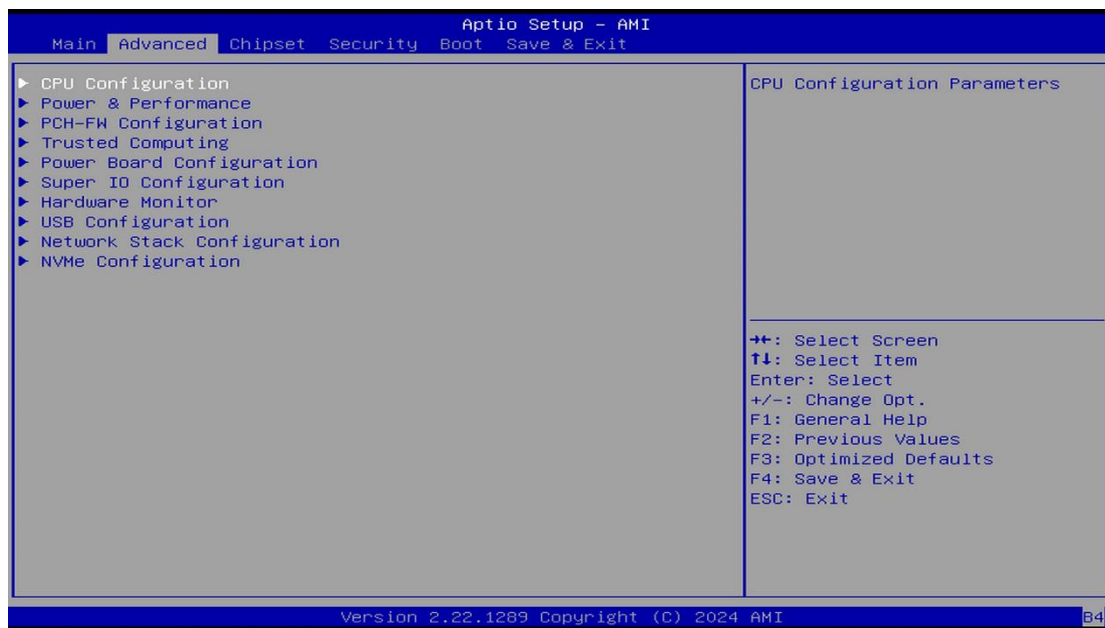 Aptio Setup – AMI
Main Advanced Chipset Security Boot Save & Exit
▶ CPU Configuration
▶ Power & Performance
▶ PCH-FW Configuration
▶ Trusted Computing
▶ Power Board Configuration
▶ Super IO Configuration
▶ Hardware Monitor
▶ USB Configuration
▶ Network Stack Configuration
▶ NVMe Configuration
CPU Configuration Parameters
→←: Select Screen
↑↓: Select Item
Enter: Select
+/-: Change Opt.
F1: General Help
F2: Previous Values
F3: Optimized Defaults
F4: Save & Exit
ESC: Exit
Version 2.22.1289 Copyright (C) 2024 AMI
B4